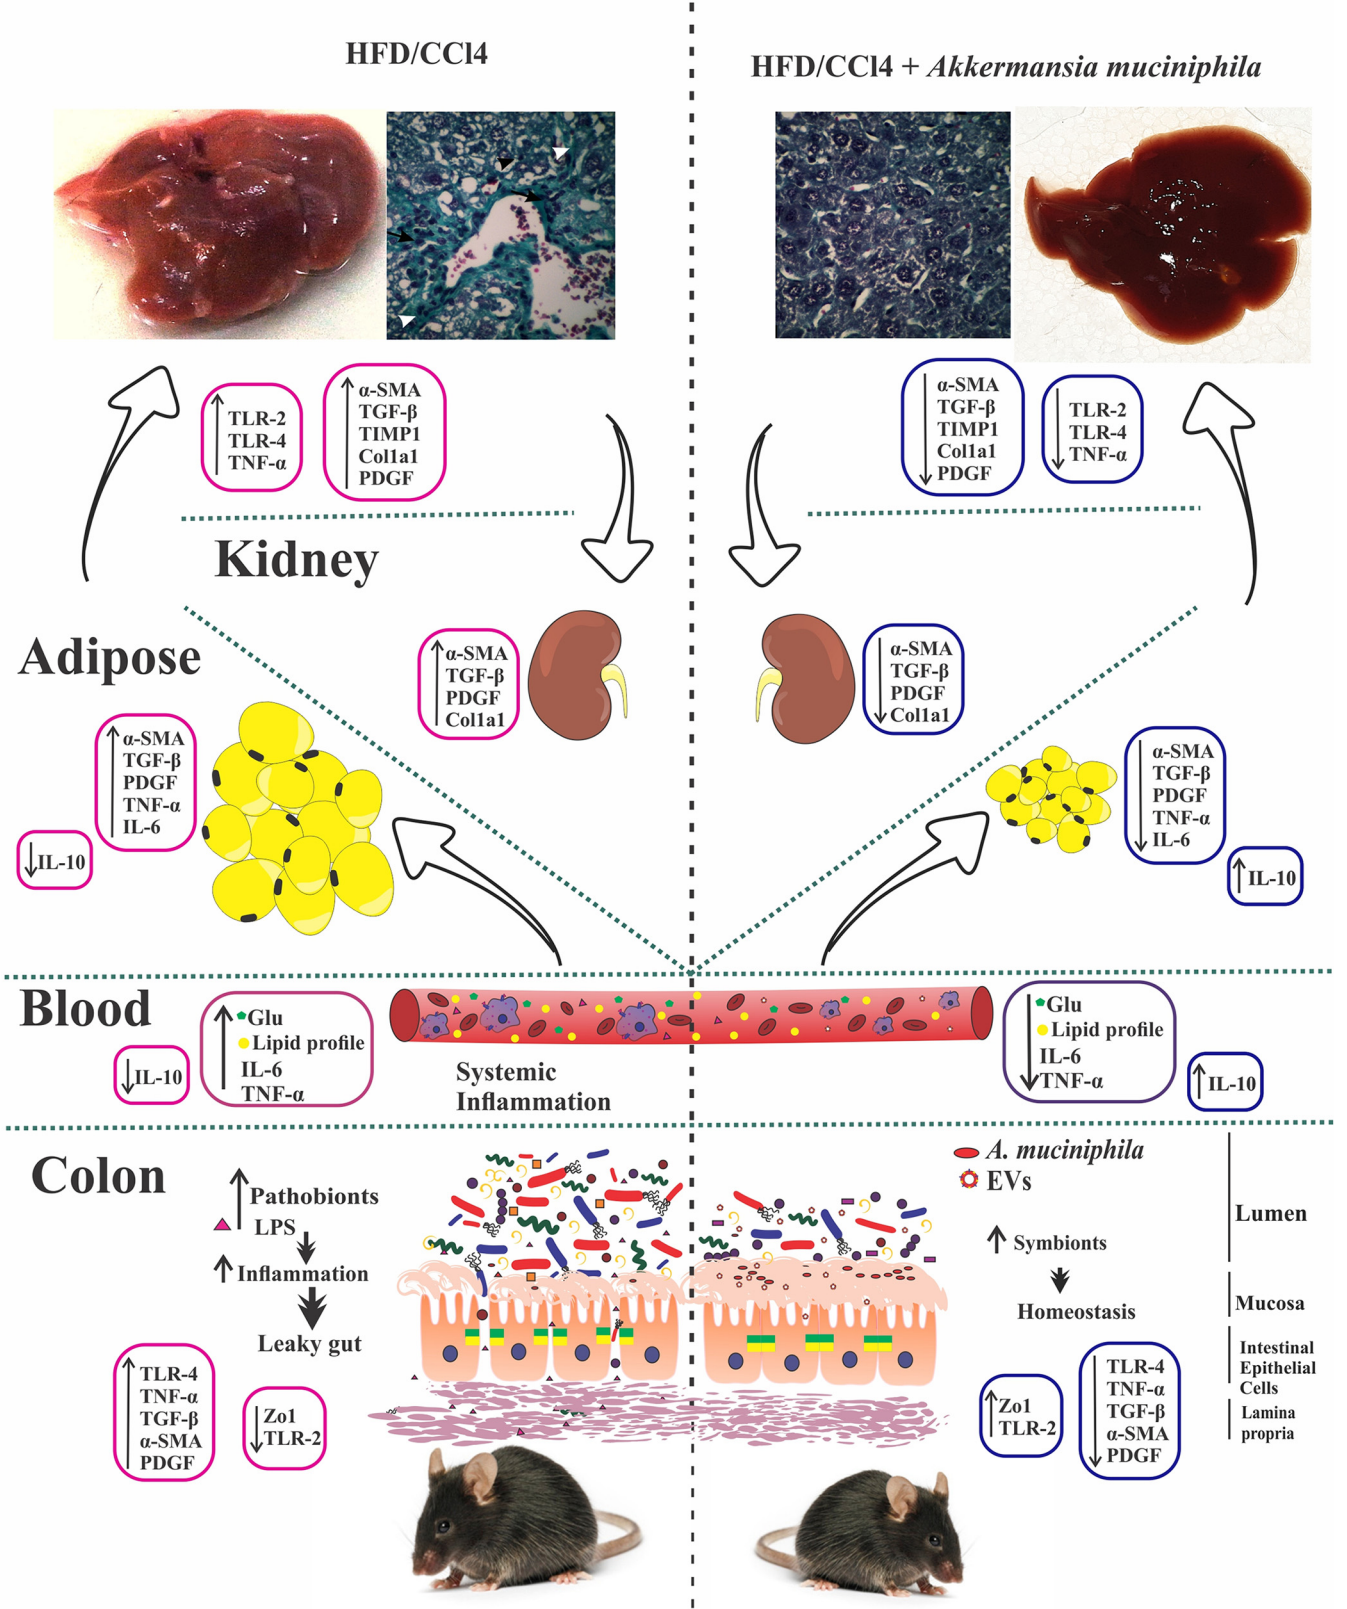 HFD/CCl4
HFD/CCl4 + Akkermansia muciniphila
TLR-2
TLR-4
TNF-α
α-SMA
TGF-β
TIMP1
Col1a1
PDGF
α-SMA
TGF-β
TIMP1
Col1a1
PDGF
TLR-2
TLR-4
TNF-α
Kidney
α-SMA
TGF-β
PDGF
Col1a1
α-SMA
TGF-β
PDGF
Col1a1
Adipose
α-SMA
TGF-β
PDGF
TNF-α
IL-6
IL-10
α-SMA
TGF-β
PDGF
TNF-α
IL-6
IL-10
Blood
Glu
Lipid profile
IL-6
TNF-α
IL-10
Systemic
Inflammation
Glu
Lipid profile
IL-6
TNF-α
IL-10
Colon
Pathobionts
LPS
Inflammation
Leaky gut
TLR-4
TNF-α
TGF-β
α-SMA
PDGF
Zo1
TLR-2
A. muciniphila
EVs
Symbionts
Homeostasis
Zo1
TLR-2
TLR-4
TNF-α
TGF-β
α-SMA
PDGF
Lumen
Mucosa
Intestinal
Epithelial
Cells
Lamina
propria